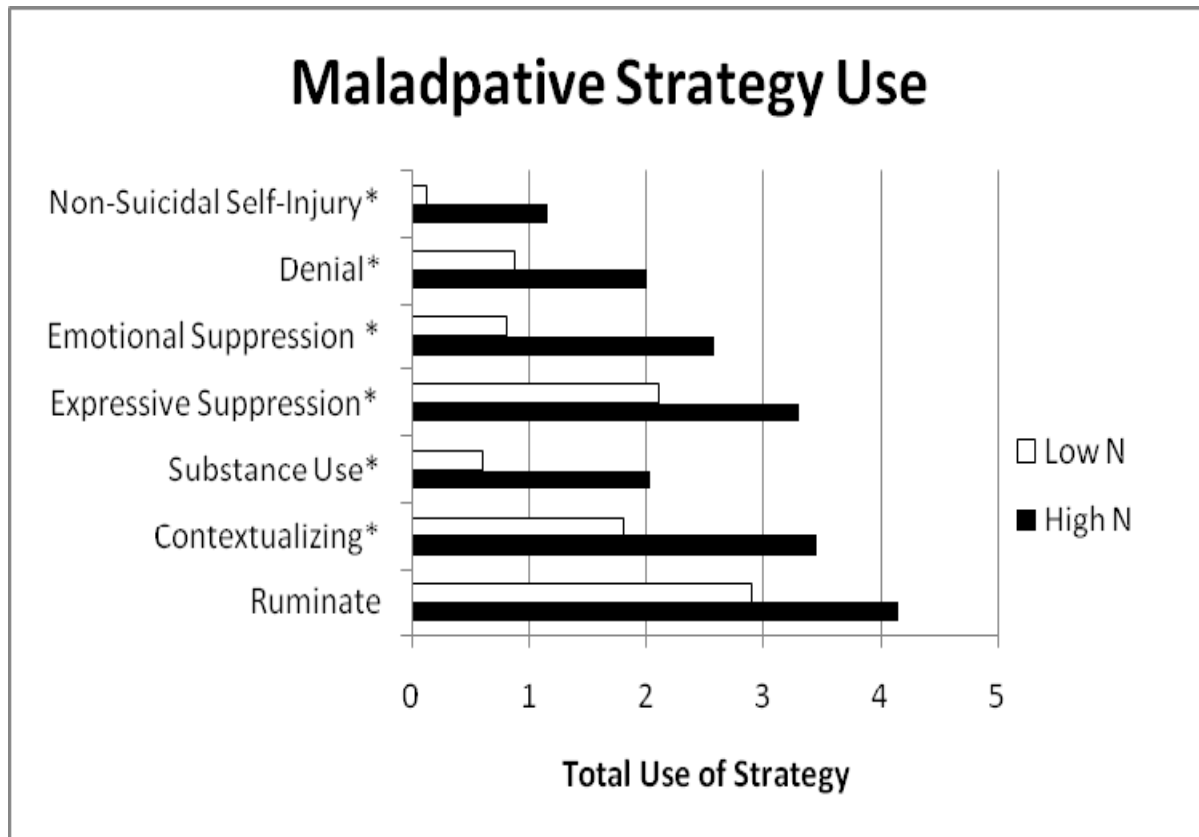 Maladpative Strategy Use
Non-Suicidal Self-Injury*
Denial*
Emotional Suppression *
Expressive Suppression*
Substance Use*
Contextualizing*
Ruminate
Low N
High N
0 1 2 3 4 5
Total Use of Strategy